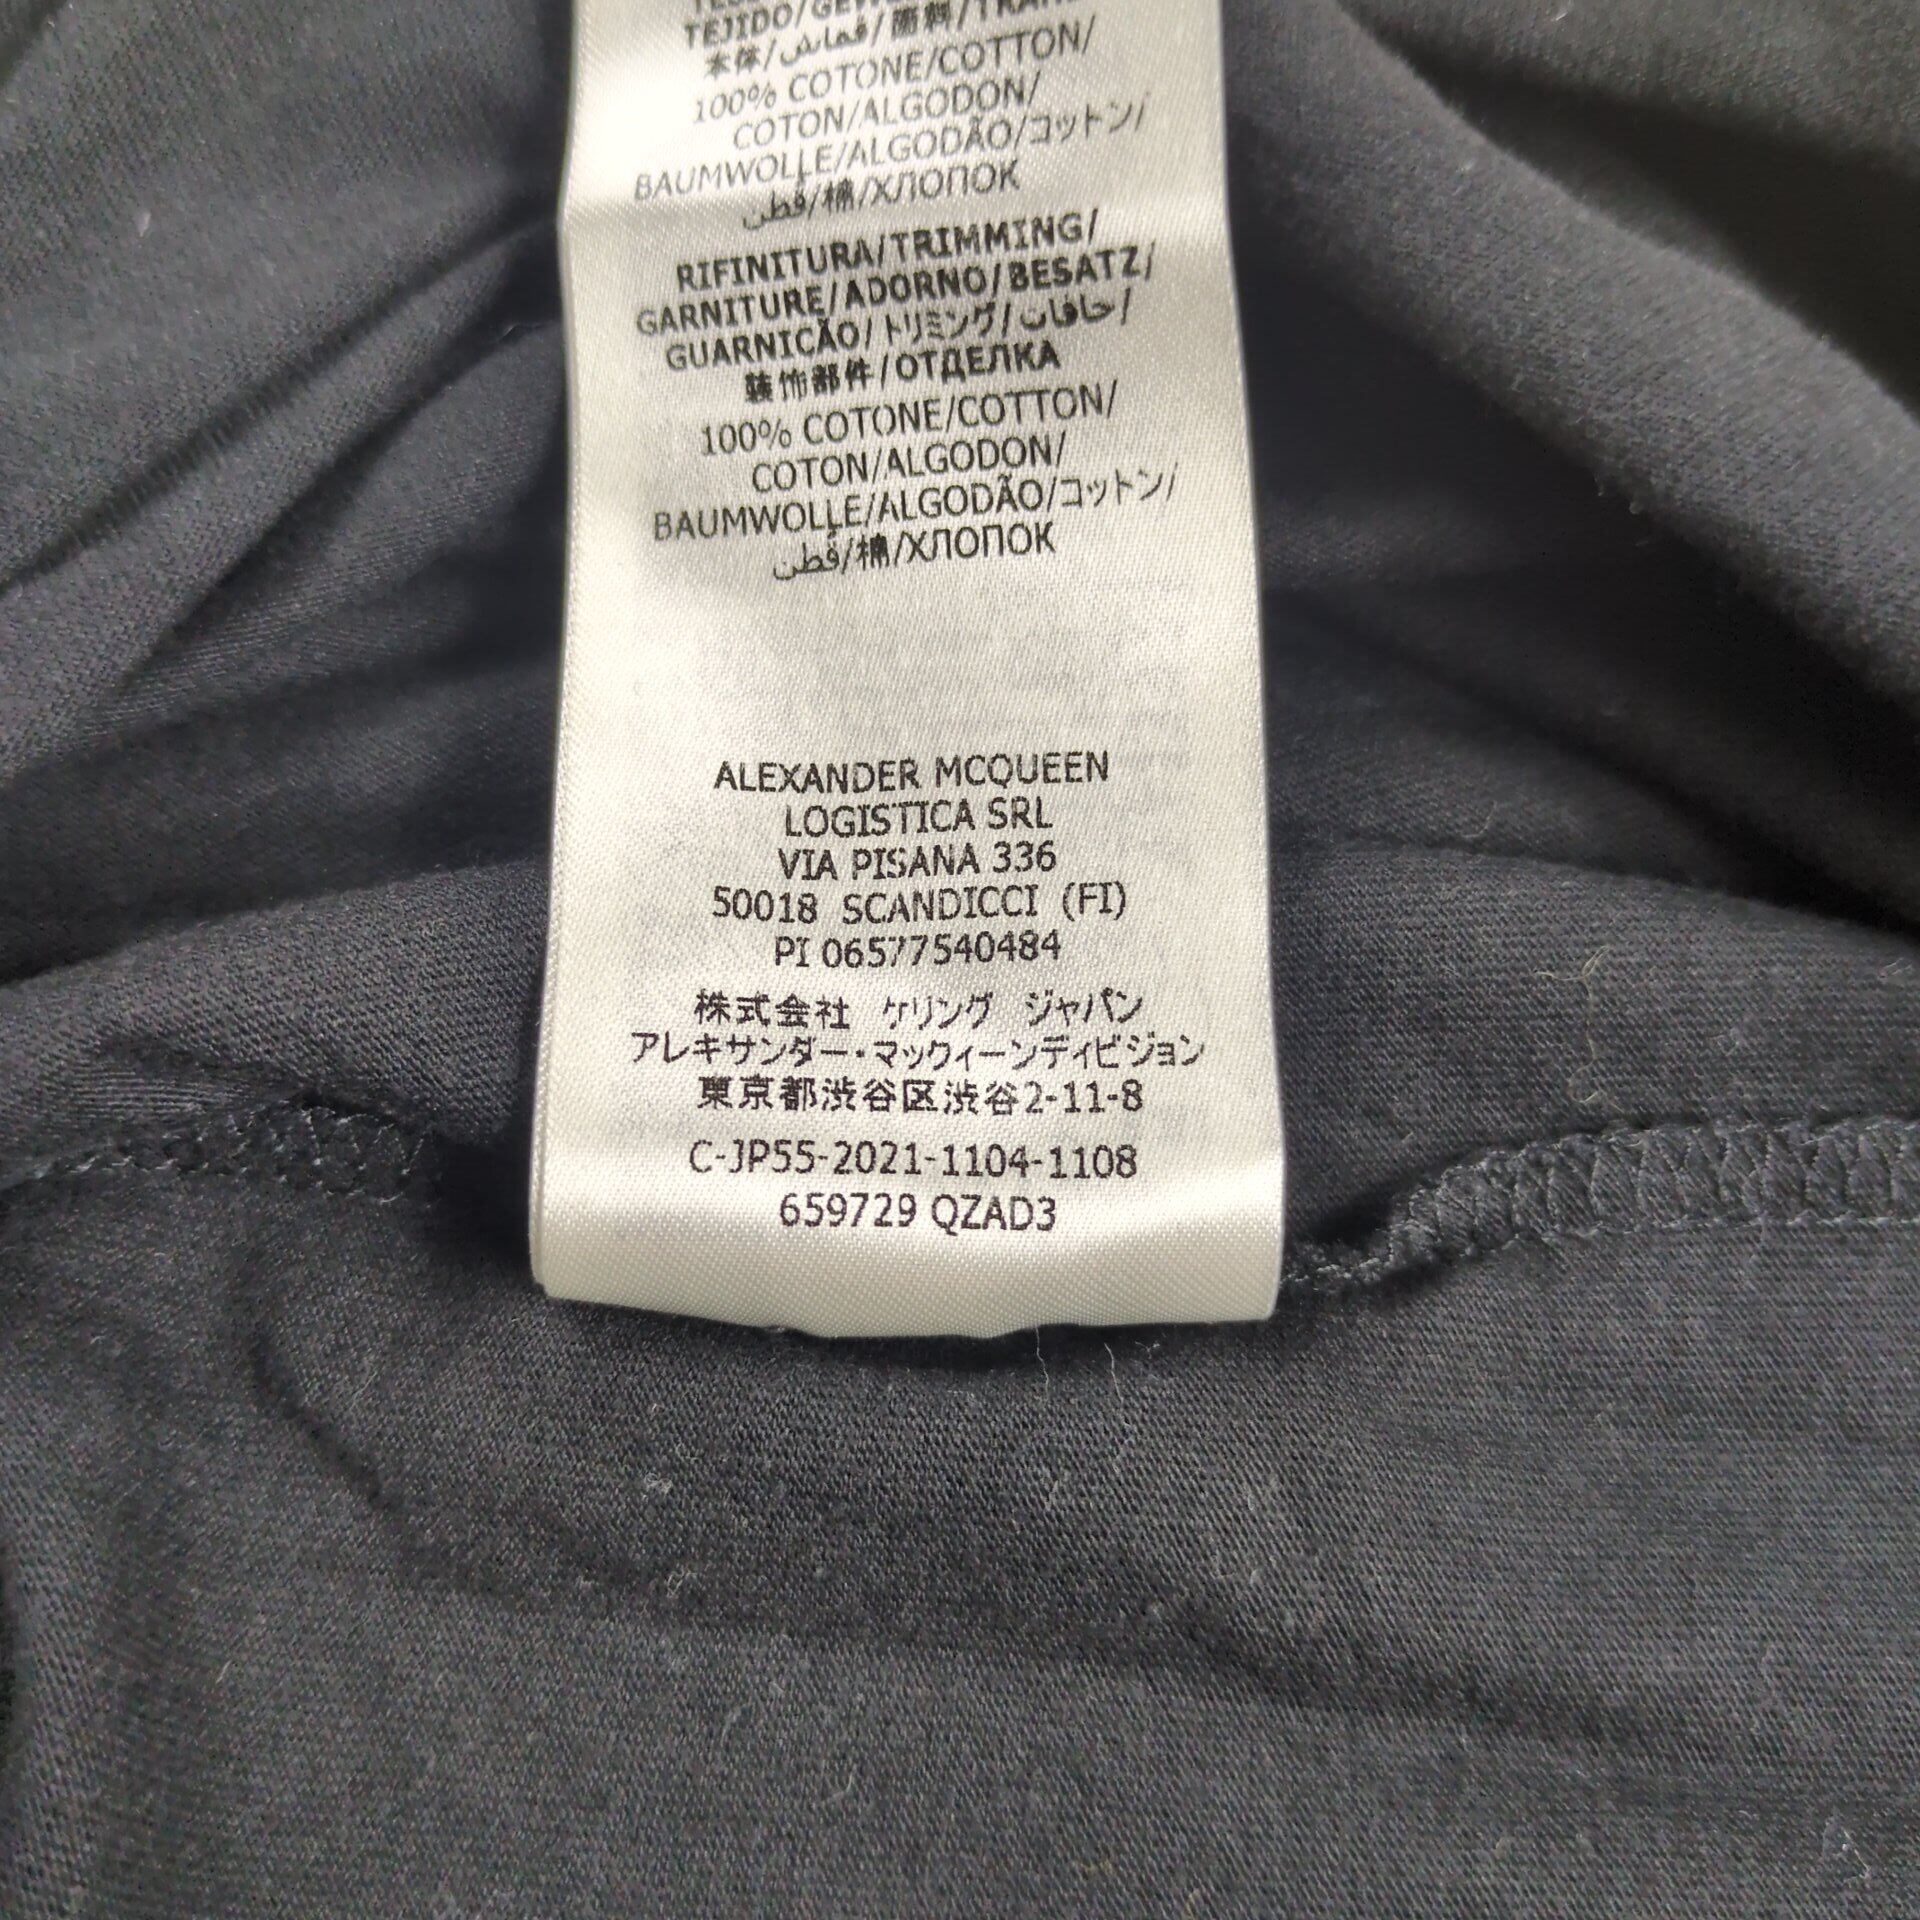 TEJIDO/
本体/قماش/面料/
100% COTONE/COTTON/
COTON/ALGODON/
BAUMWOLLE/ALGODÃO/コットン/
قطن/棉/ХЛОПОК
RIFINITURA/TRIMMING/
GARNITURE/ADORNO/BESATZ/
GUARNICÃO/トリミング/حافات/
装饰部件/ОТДЕЛКА
100% COTONE/COTTON/
COTON/ALGODON/
BAUMWOLLE/ALGODÃO/コットン/
قطن/棉/ХЛОПОК
ALEXANDER MCQUEEN
LOGISTICA SRL
VIA PISANA 336
50018 SCANDICCI (FI)
PI 06577540484
株式会社 ケリング ジャパン
アレキサンダー・マックィーンディビジョン
東京都渋谷区渋谷2-11-8
C-JP55-2021-1104-1108
659729 QZAD3